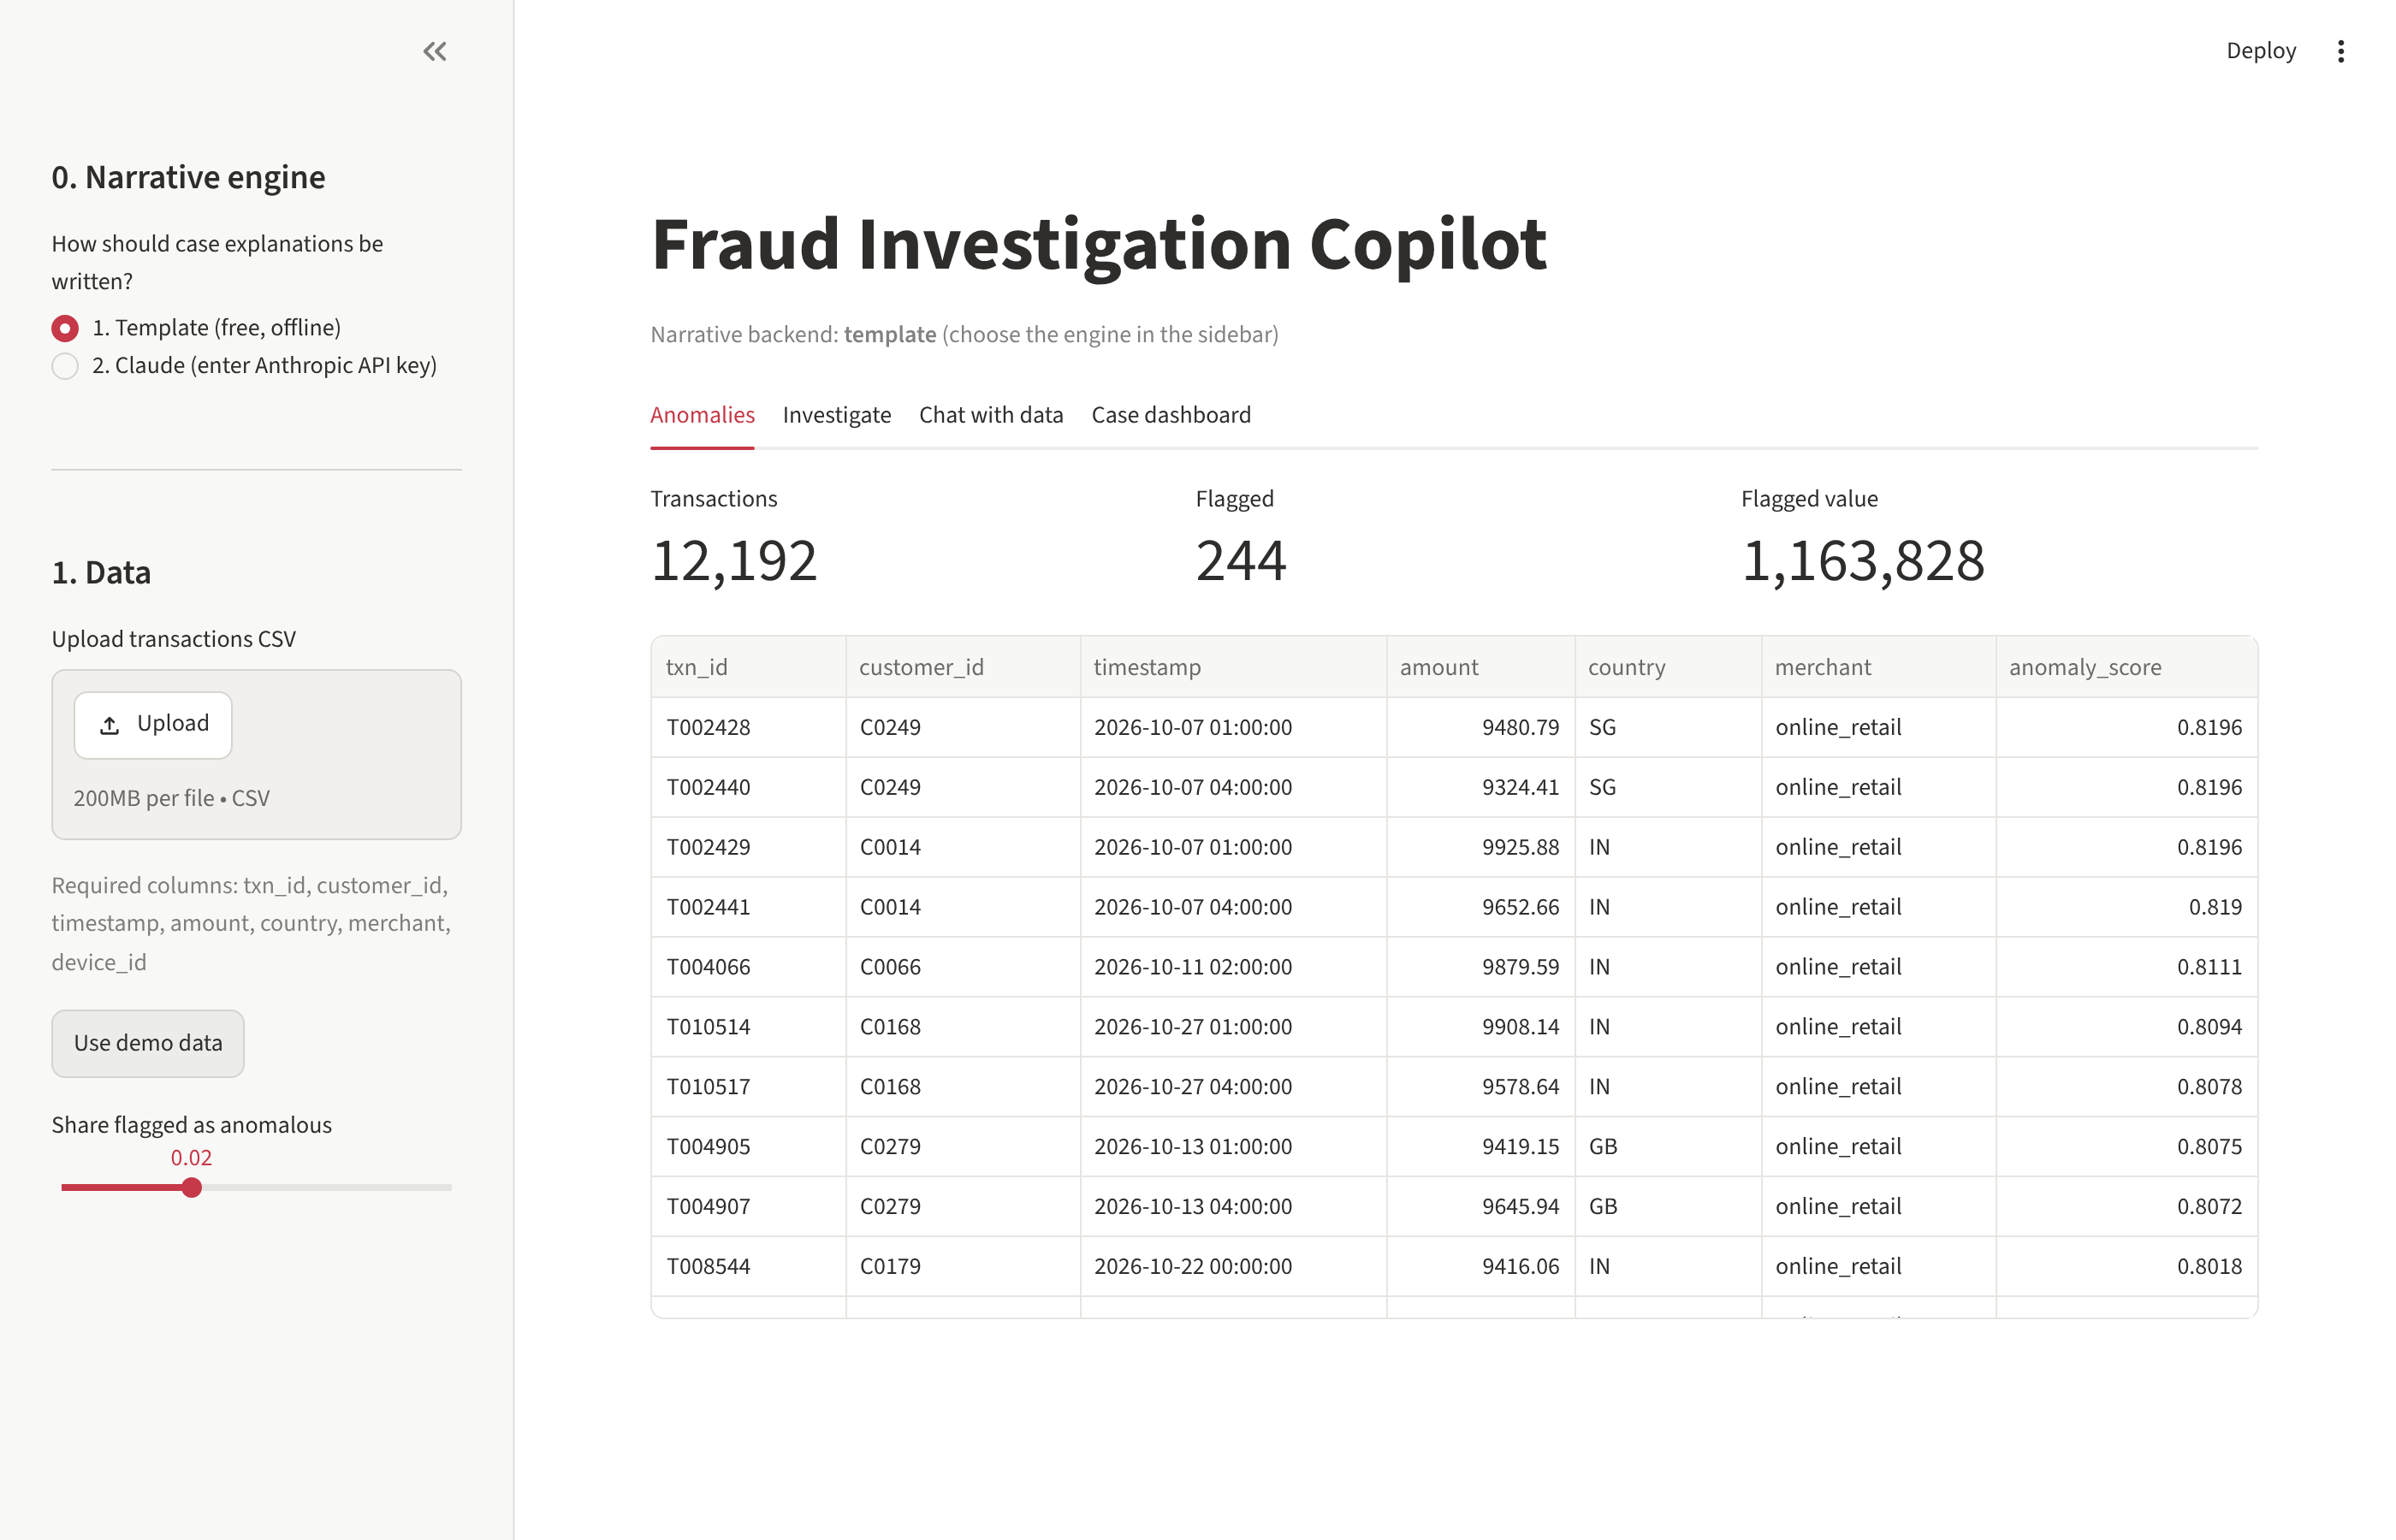 Deploy
0. Narrative engine
How should case explanations be
written?
1. Template (free, offline)
2. Claude (enter Anthropic API key)
1. Data
Upload transactions CSV
Upload
200MB per file • CSV
Required columns: txn_id, customer_id,
timestamp, amount, country, merchant,
device_id
Use demo data
Share flagged as anomalous
0.02
Fraud Investigation Copilot
Narrative backend: template (choose the engine in the sidebar)
Anomalies Investigate Chat with data Case dashboard
Transactions Flagged Flagged value
12,192 244 1,163,828
txn_id customer_id timestamp amount country merchant anomaly_score
T002428 C0249 2026-10-07 01:00:00 9480.79 SG online_retail 0.8196
T002440 C0249 2026-10-07 04:00:00 9324.41 SG online_retail 0.8196
T002429 C0014 2026-10-07 01:00:00 9925.88 IN online_retail 0.8196
T002441 C0014 2026-10-07 04:00:00 9652.66 IN online_retail 0.819
T004066 C0066 2026-10-11 02:00:00 9879.59 IN online_retail 0.8111
T010514 C0168 2026-10-27 01:00:00 9908.14 IN online_retail 0.8094
T010517 C0168 2026-10-27 04:00:00 9578.64 IN online_retail 0.8078
T004905 C0279 2026-10-13 01:00:00 9419.15 GB online_retail 0.8075
T004907 C0279 2026-10-13 04:00:00 9645.94 GB online_retail 0.8072
T008544 C0179 2026-10-22 00:00:00 9416.06 IN online_retail 0.8018